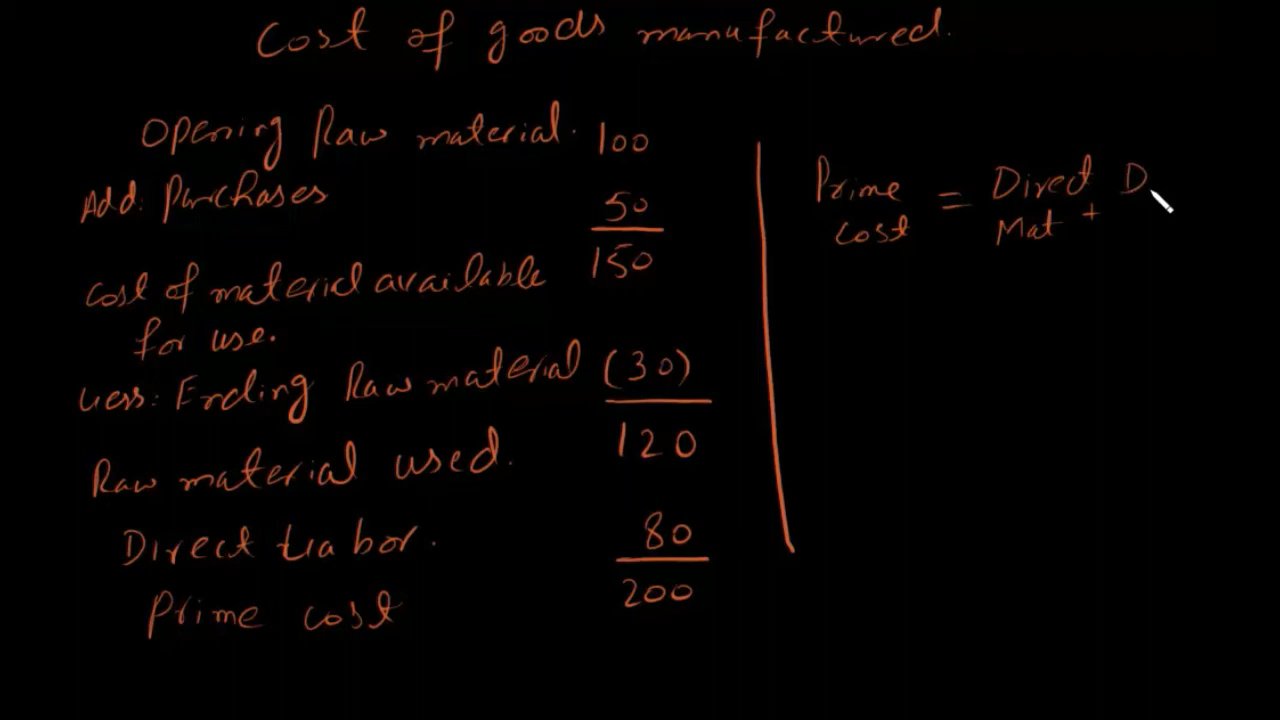 Cost of goods manufactured.
Opening Raw material. 100
Add: Purchases 50
150
Cost of material available
for use.
Less: Ending Raw material (30)
120
Raw material used.
Direct Labor. 80
200
Prime cost
Prime = Direct D
Cost Mat +